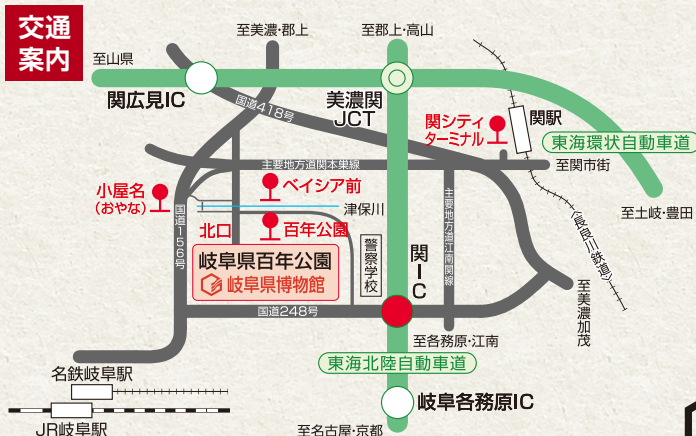 交通
案内
至美濃・郡上
至郡上・高山
至山県
関広見IC
国道418号
美濃関
JCT
関シティ
ターミナル
関駅
東海環状自動車道
主要地方道関本巣線
至関市街
小屋名
(おやな)
ベイシア前
津保川
国道156号
北口
百年公園
警察学校
関IC
主要地方道江南関線
〈長良川鉄道〉
至土岐・豊田
岐阜県百年公園
岐阜県博物館
国道248号
至美濃加茂
至各務原・江南
東海北陸自動車道
名鉄岐阜駅
岐阜各務原IC
JR岐阜駅
至名古屋・京都